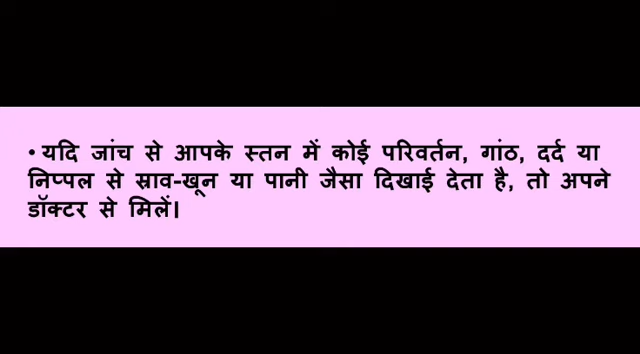 • यदि जांच से आपके स्तन में कोई परिवर्तन, गांठ, दर्द या
निप्पल से स्राव-खून या पानी जैसा दिखाई देता है, तो अपने
डॉक्टर से मिलें।